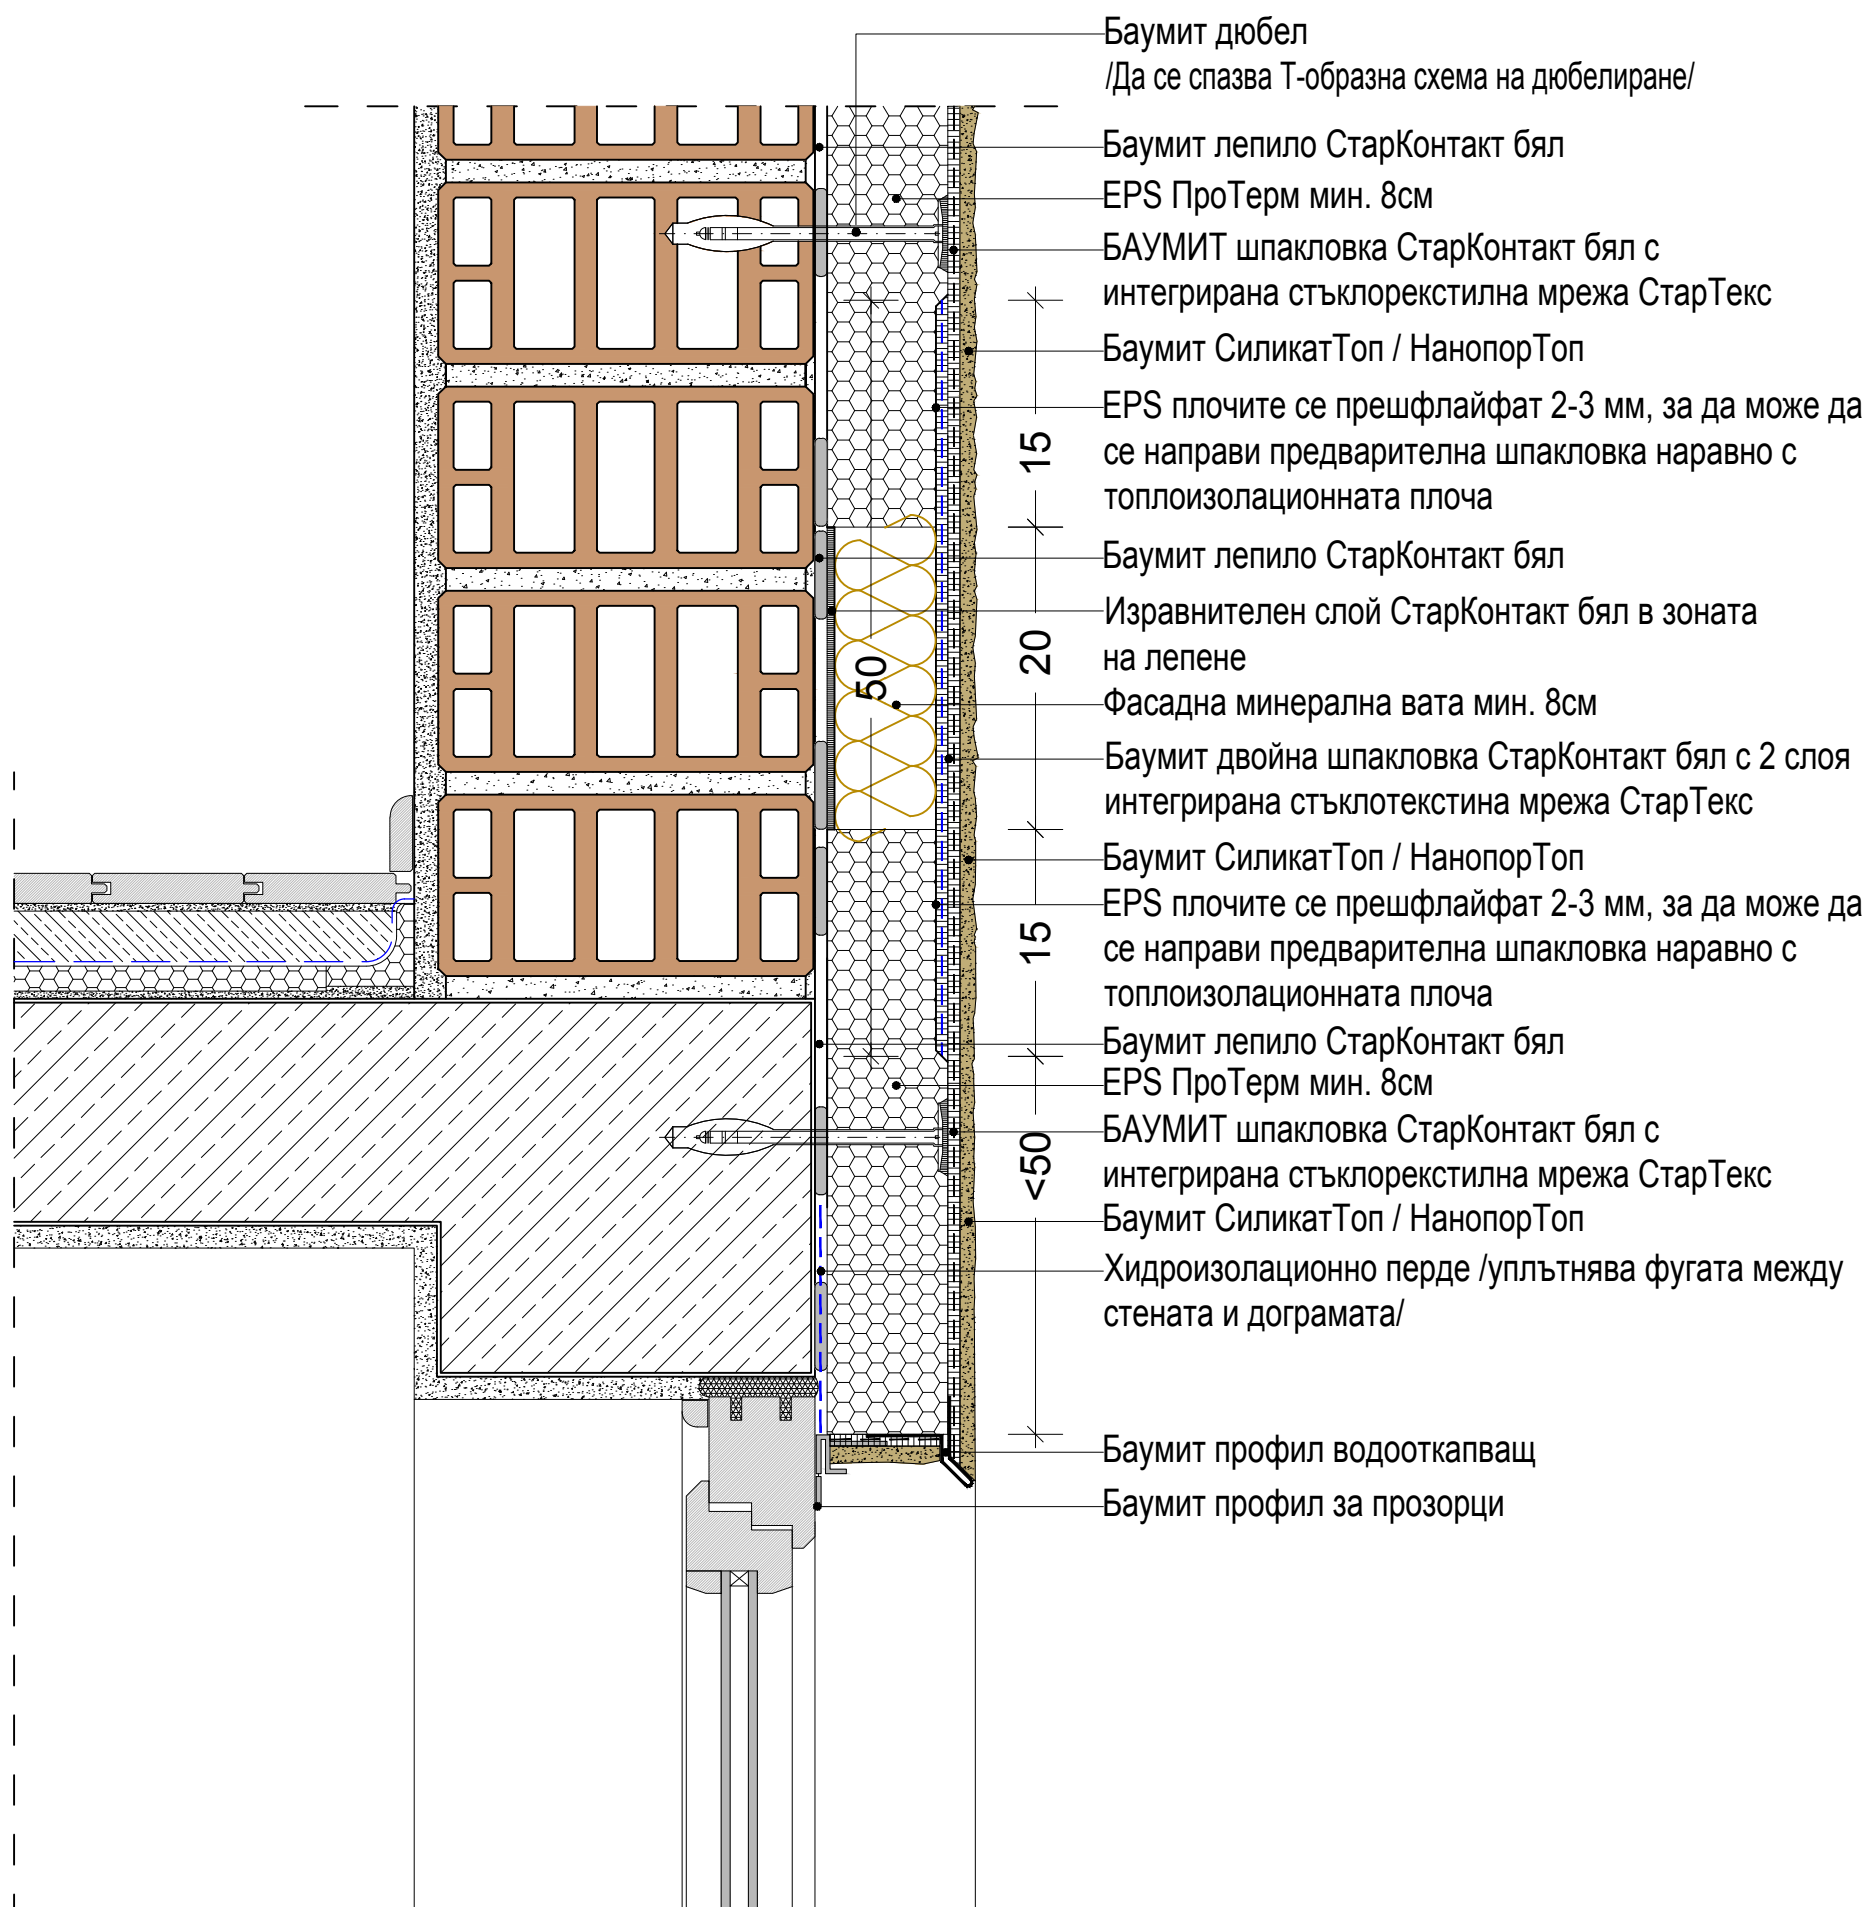 Баумит дюбел
/Да се спазва Т-образна схема на дюбелиране/
Баумит лепило СтарКонтакт бял
EPS ПроТерм мин. 8см
БАУМИТ шпакловка СтарКонтакт бял с
интегрирана стъклорекстилна мрежа СтарТекс
Баумит СиликатТоп / НанопорТоп
EPS плочите се прешфлайфат 2-3 мм, за да може да
се направи предварителна шпакловка наравно с
топлоизолационната плоча
15
Баумит лепило СтарКонтакт бял
Изравнителен слой СтарКонтакт бял в зоната
на лепене
20
50
Фасадна минерална вата мин. 8см
Баумит двойна шпакловка СтарКонтакт бял с 2 слоя
интегрирана стъклотекстина мрежа СтарТекс
Баумит СиликатТоп / НанопорТоп
EPS плочите се прешфлайфат 2-3 мм, за да може да
се направи предварителна шпакловка наравно с
топлоизолационната плоча
15
Баумит лепило СтарКонтакт бял
EPS ПроТерм мин. 8см
БАУМИТ шпакловка СтарКонтакт бял с
интегрирана стъклорекстилна мрежа СтарТекс
<50
Баумит СиликатТоп / НанопорТоп
Хидроизолационно перде /уплътнява фугата между
стената и дограмата/
Баумит профил водооткапващ
Баумит профил за прозорци